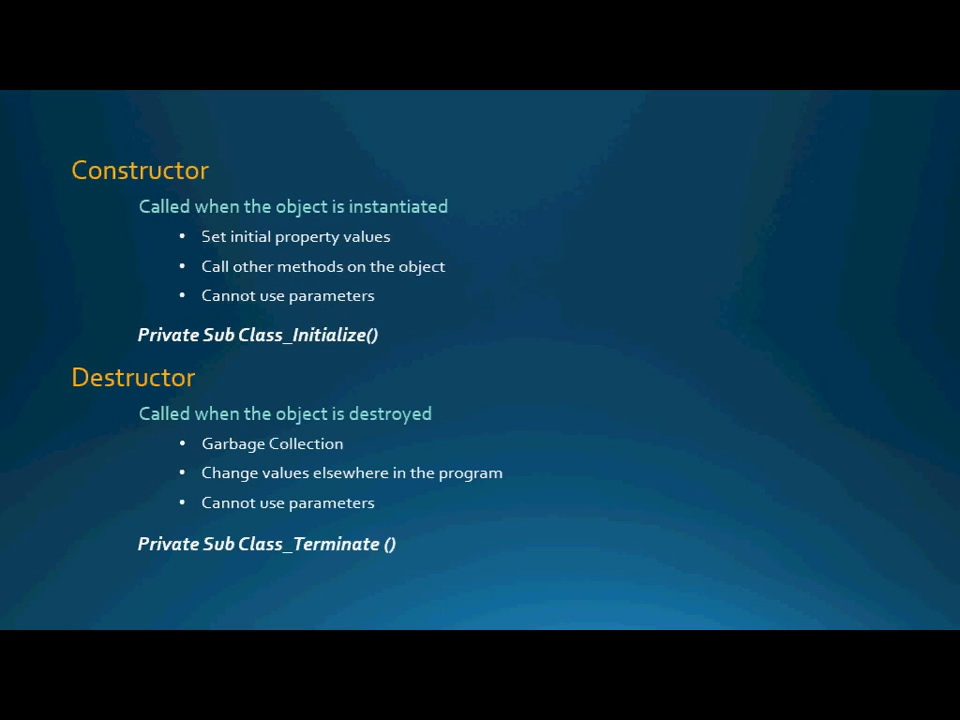 Constructor
Called when the object is instantiated
• Set initial property values
• Call other methods on the object
• Cannot use parameters
Private Sub Class_Initialize()
Destructor
Called when the object is destroyed
• Garbage Collection
• Change values elsewhere in the program
• Cannot use parameters
Private Sub Class_Terminate ()